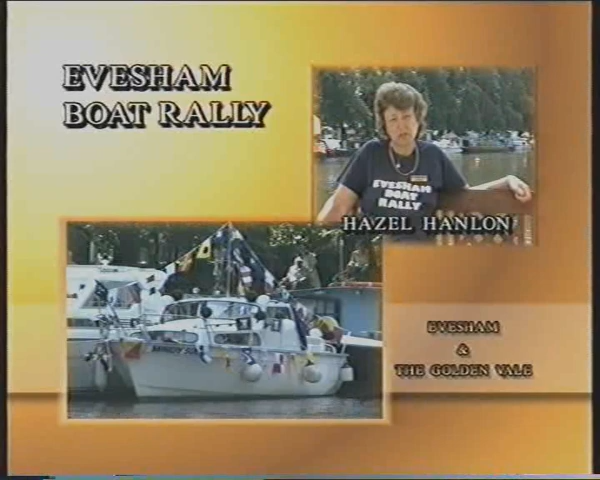 EVESHAM
BOAT RALLY
EVESHAM
BOAT
RALLY
HAZEL HANLON
EVESHAM
&
THE GOLDEN VALE